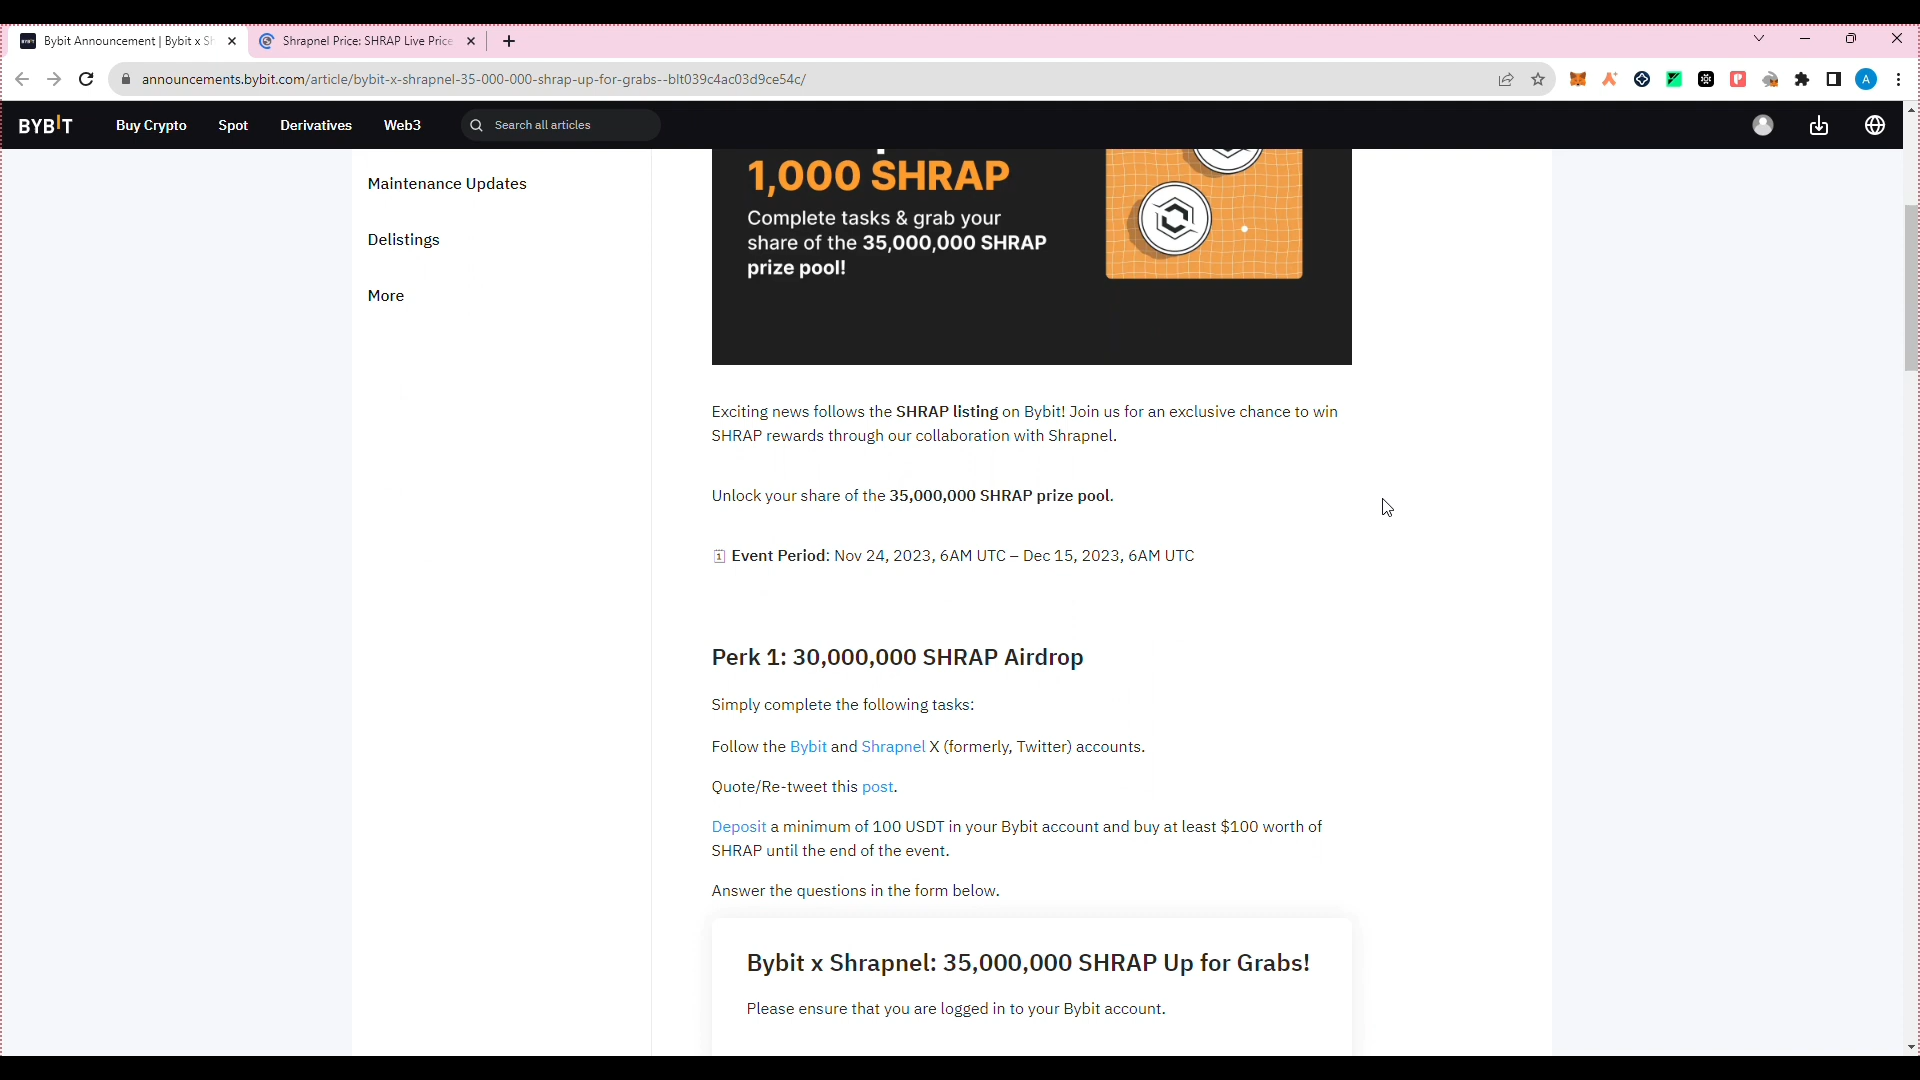 Bybit Announcement | Bybit x Sh
Shrapnel Price: SHRAP Live Price
announcements.bybit.com/article/bybit-x-shrapnel-35-000-000-shrap-up-for-grabs--blt039c4ac03d9ce54c/
A
BYBIT
Buy Crypto
Spot
Derivatives
Web3
Search all articles
Maintenance Updates
Delistings
More
1,000 SHRAP
Complete tasks & grab your
share of the 35,000,000 SHRAP
prize pool!
Exciting news follows the SHRAP listing on Bybit! Join us for an exclusive chance to win
SHRAP rewards through our collaboration with Shrapnel.
Unlock your share of the 35,000,000 SHRAP prize pool.
Event Period: Nov 24, 2023, 6AM UTC – Dec 15, 2023, 6AM UTC
Perk 1: 30,000,000 SHRAP Airdrop
Simply complete the following tasks:
Follow the Bybit and Shrapnel X (formerly, Twitter) accounts.
Quote/Re-tweet this post.
Deposit a minimum of 100 USDT in your Bybit account and buy at least $100 worth of
SHRAP until the end of the event.
Answer the questions in the form below.
Bybit x Shrapnel: 35,000,000 SHRAP Up for Grabs!
Please ensure that you are logged in to your Bybit account.